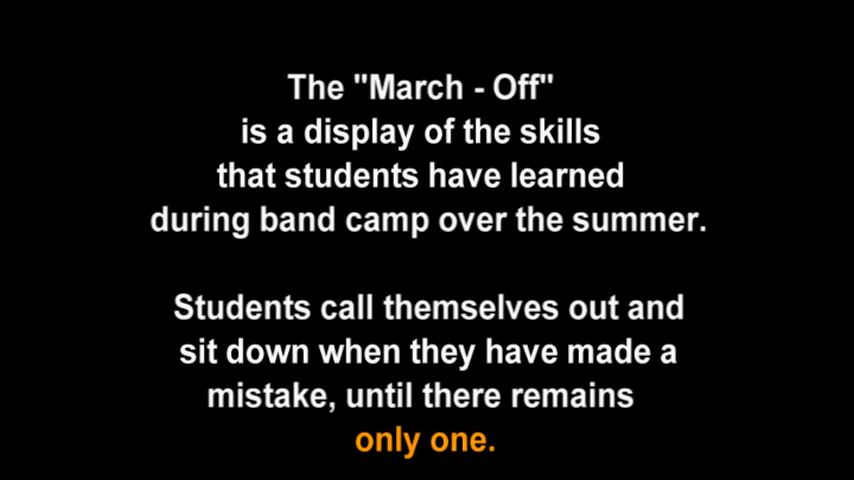 The "March - Off"
is a display of the skills
that students have learned
during band camp over the summer.
Students call themselves out and
sit down when they have made a
mistake, until there remains
only one.